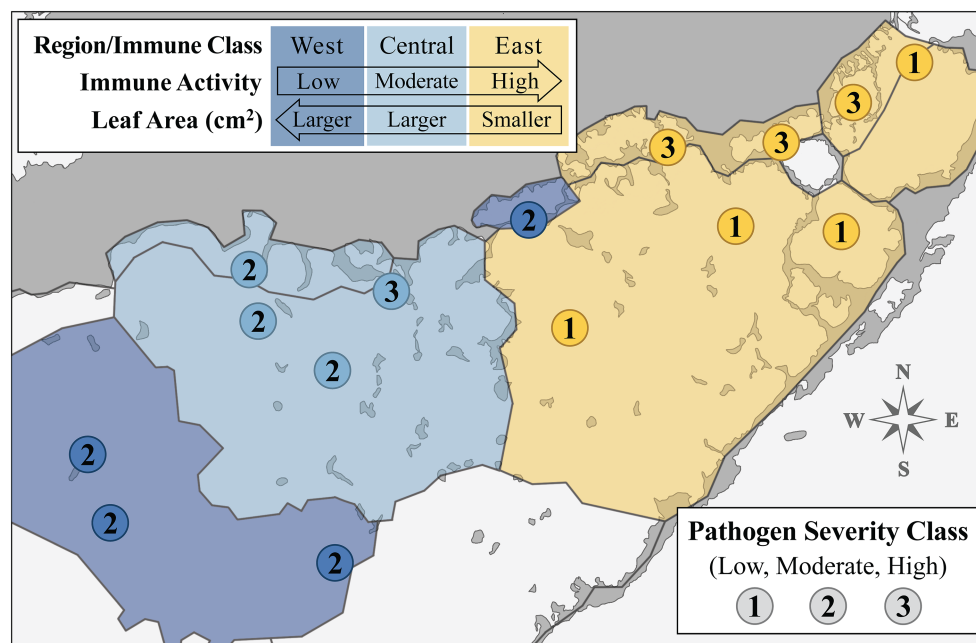 Region/Immune Class West Central East
Immune Activity Low Moderate High
Leaf Area (cm²) Larger Larger Smaller
1
3
3
3
2
1
1
2
3
2
1
2
2
2
2
N
W E
S
Pathogen Severity Class
(Low, Moderate, High)
1 2 3